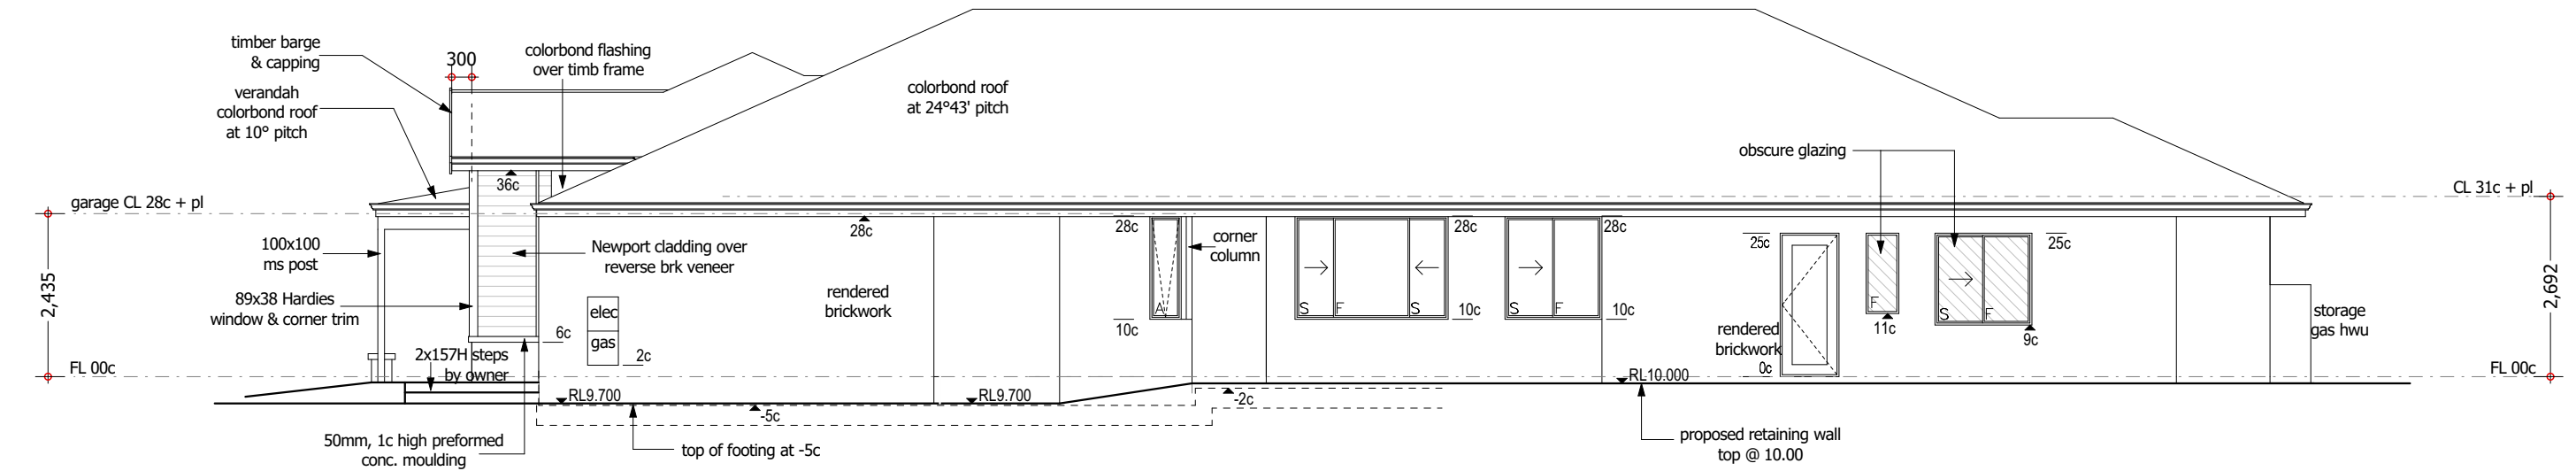 timber barge
& capping
300
colorbond flashing
over timb frame
verandah
colorbond roof
at 10° pitch
colorbond roof
at 24°43' pitch
obscure glazing
36c
garage CL 28c + pl
CL 31c + pl
28c
28c
28c
28c
25c
25c
100x100
ms post
Newport cladding over
reverse brk veneer
corner
column
2,435
2,692
89x38 Hardies
window & corner trim
rendered
brickwork
elec
gas
A
S
F
S
S
F
F
S
F
10c
10c
10c
11c
9c
6c
2c
storage
gas hwu
rendered
brickwork
0c
2x157H steps
by owner
FL 00c
FL 00c
RL9.700
RL9.700
RL10.000
-5c
-2c
50mm, 1c high preformed
conc. moulding
top of footing at -5c
proposed retaining wall
top @ 10.00